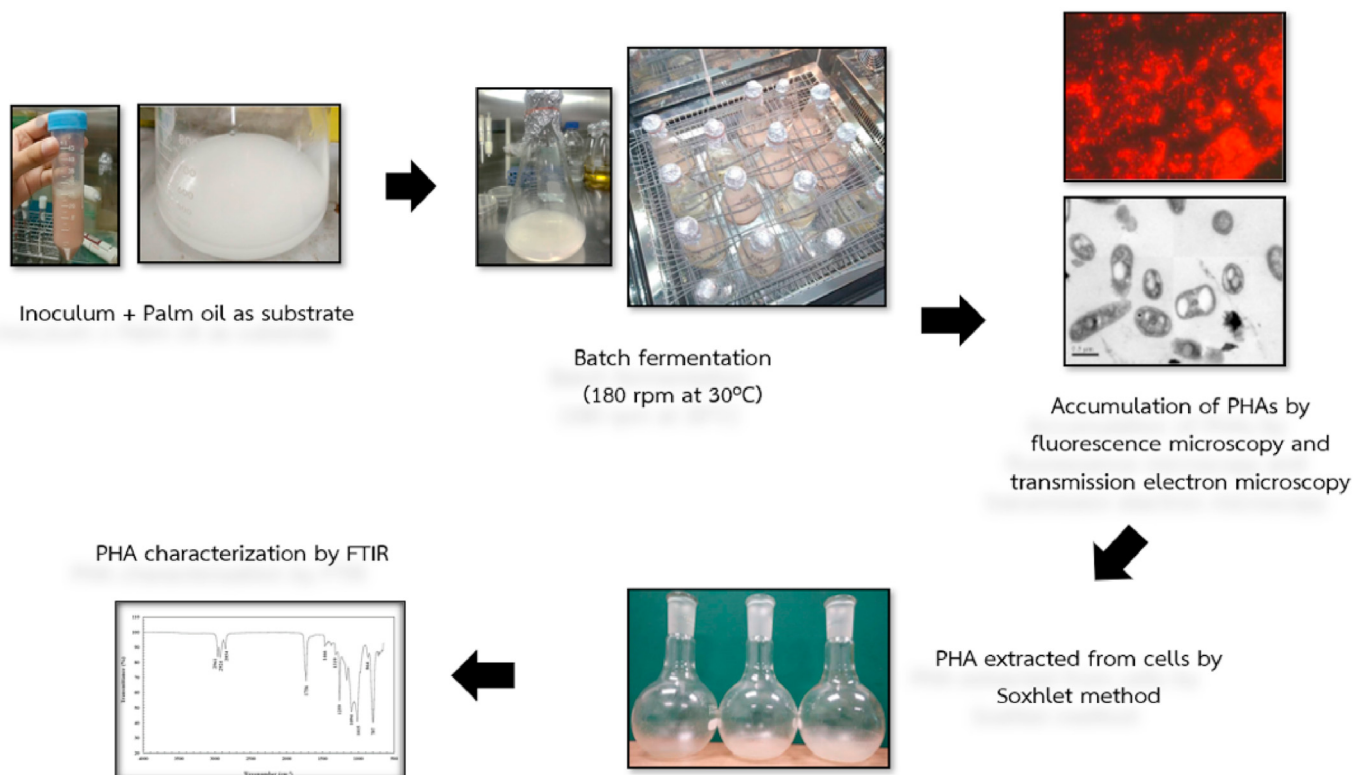 Inoculum + Palm oil as substrate
Batch fermentation
(180 rpm at 30ºC)
Accumulation of PHAs by
fluorescence microscopy and
transmission electron microscopy
PHA extracted from cells by
Soxhlet method
PHA characterization by FTIR